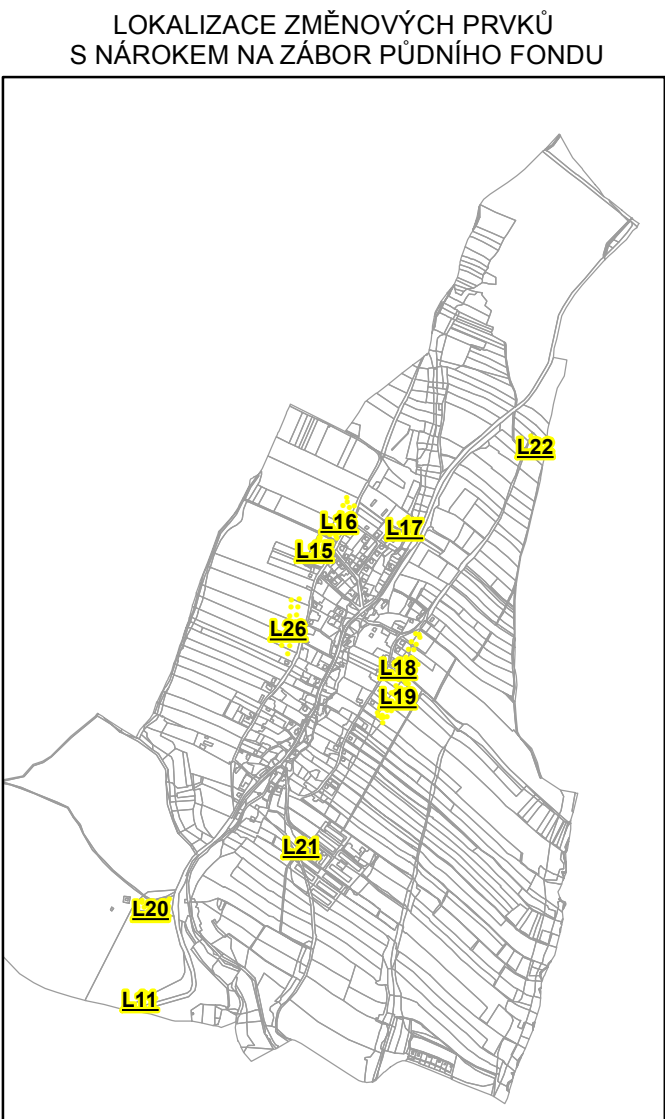 LOKALIZACE ZMĚNOVÝCH PRVKŮ
S NÁROKEM NA ZÁBOR PŮDNÍHO FONDU
L22
L16
L17
L15
L26
L18
L19
L21
L20
L11